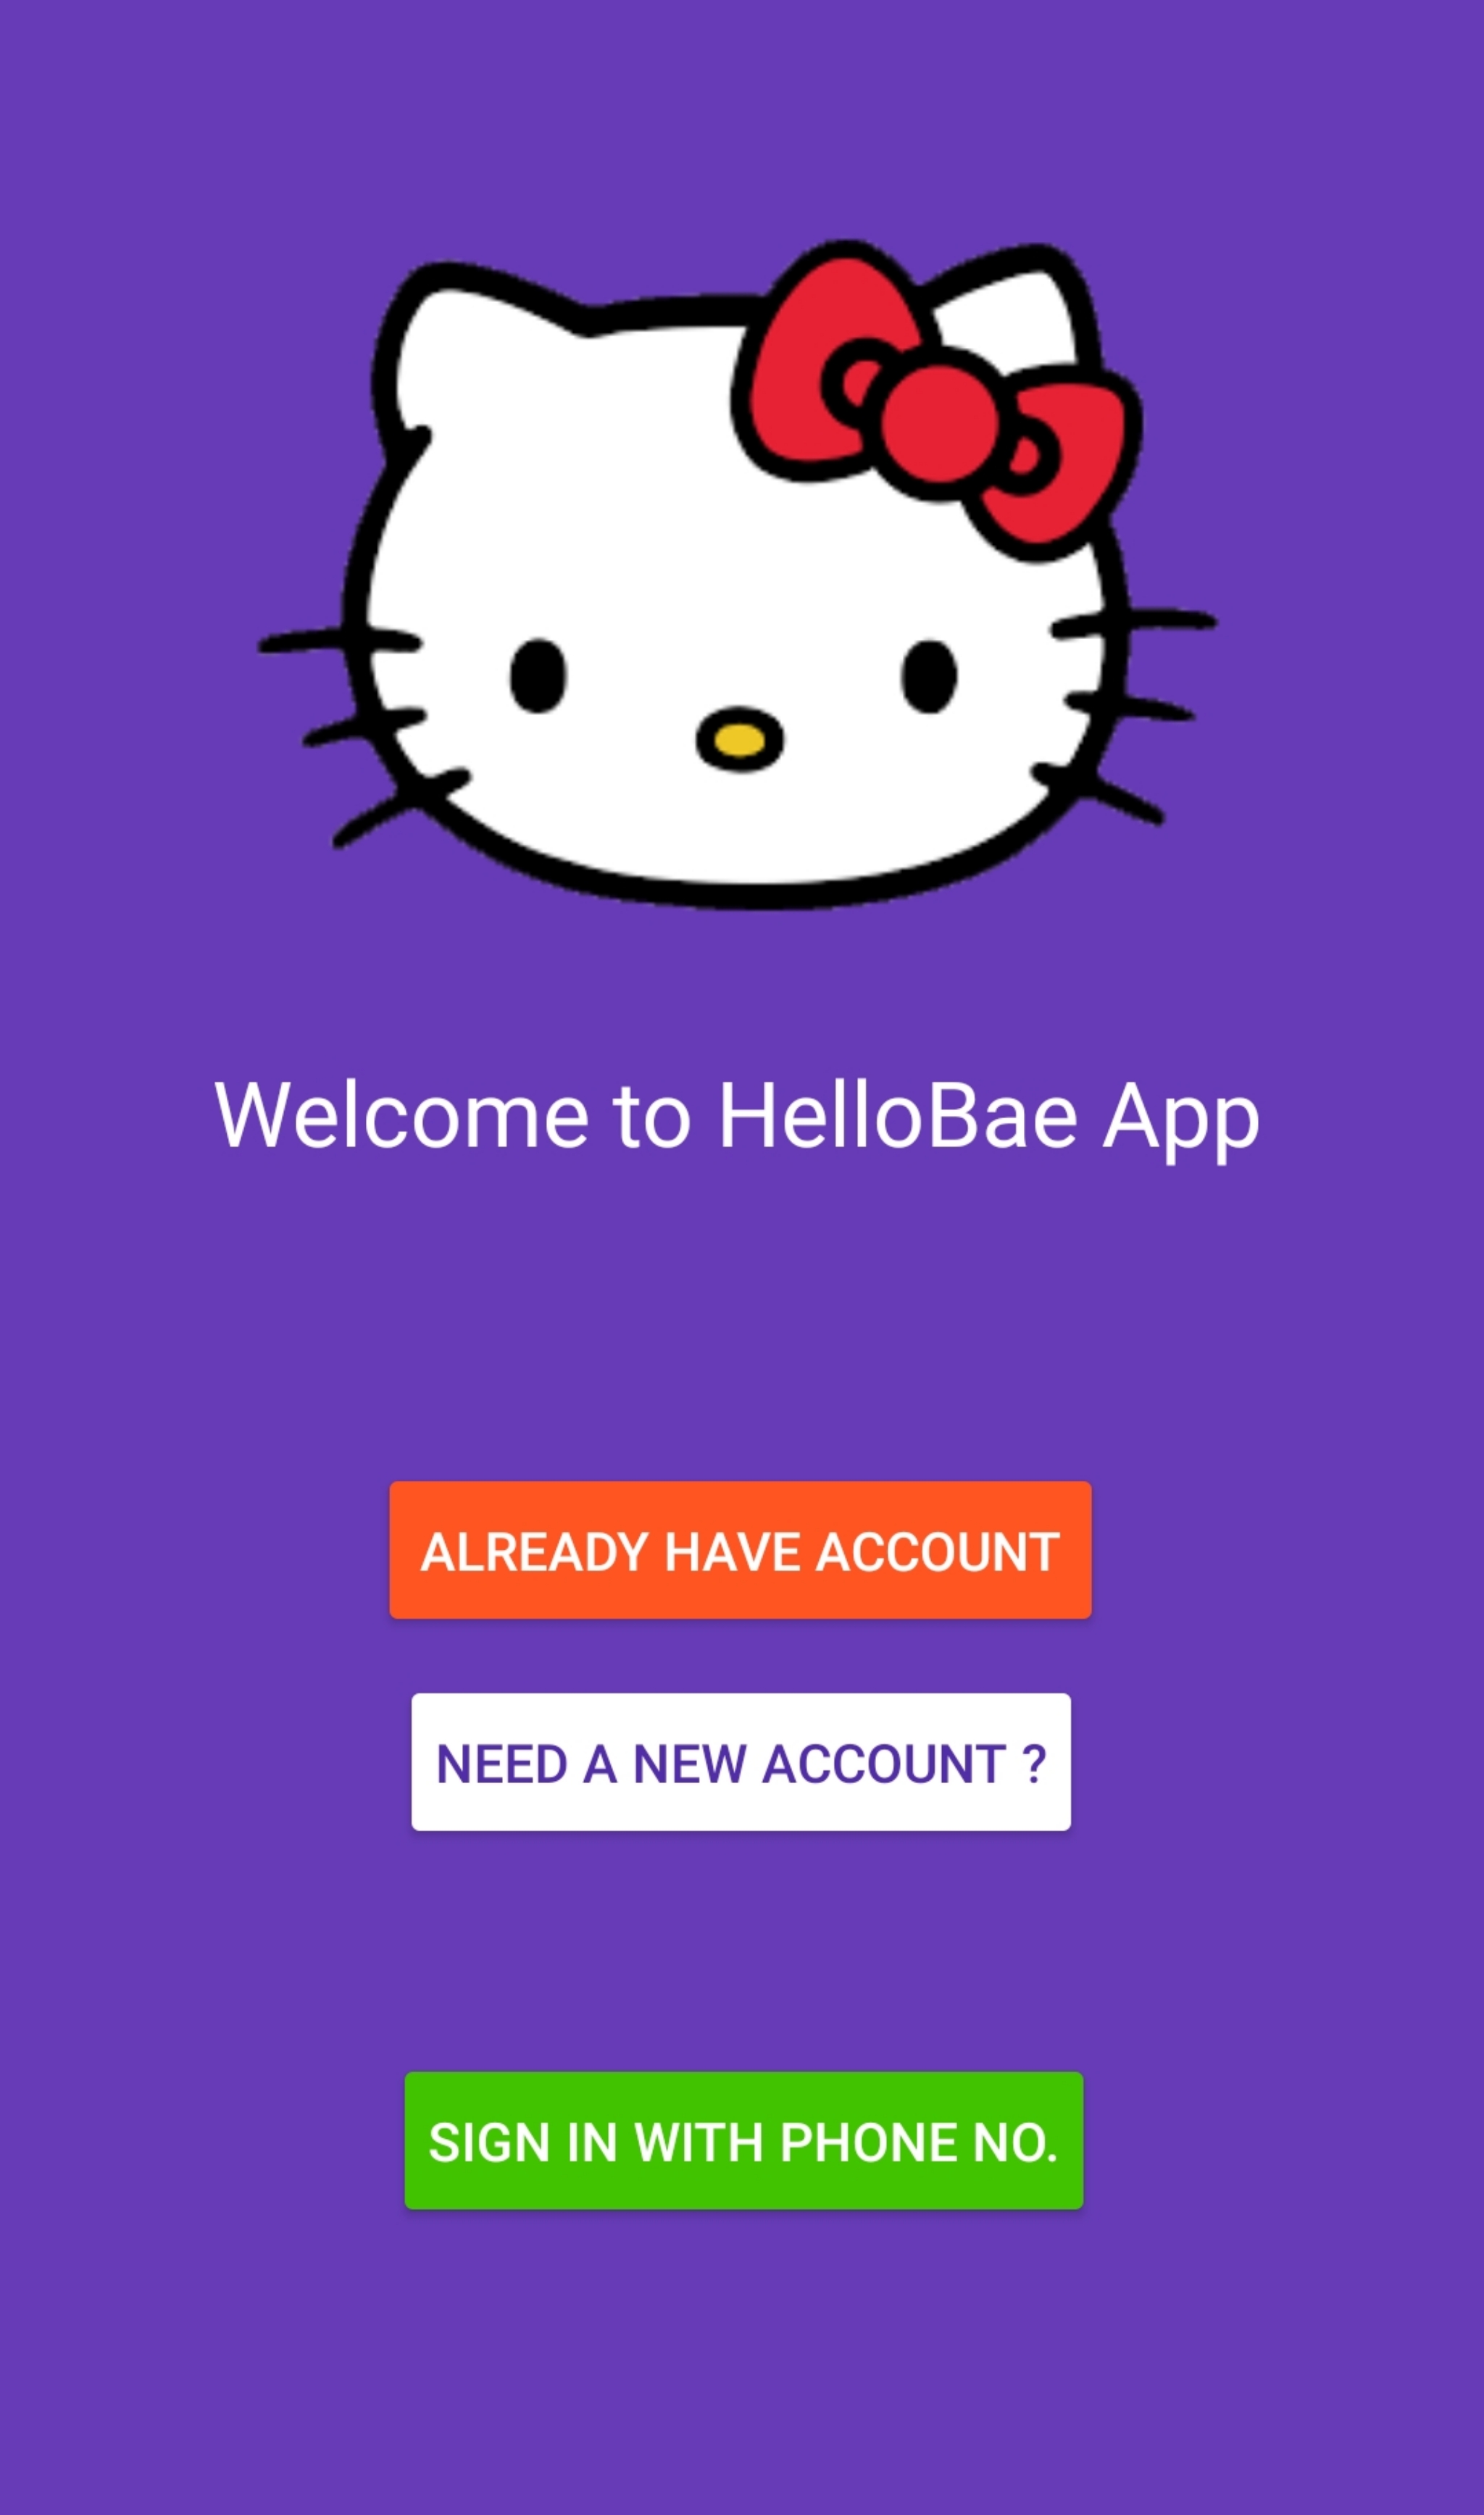 Welcome to HelloBae App
ALREADY HAVE ACCOUNT
NEED A NEW ACCOUNT ?
SIGN IN WITH PHONE NO.